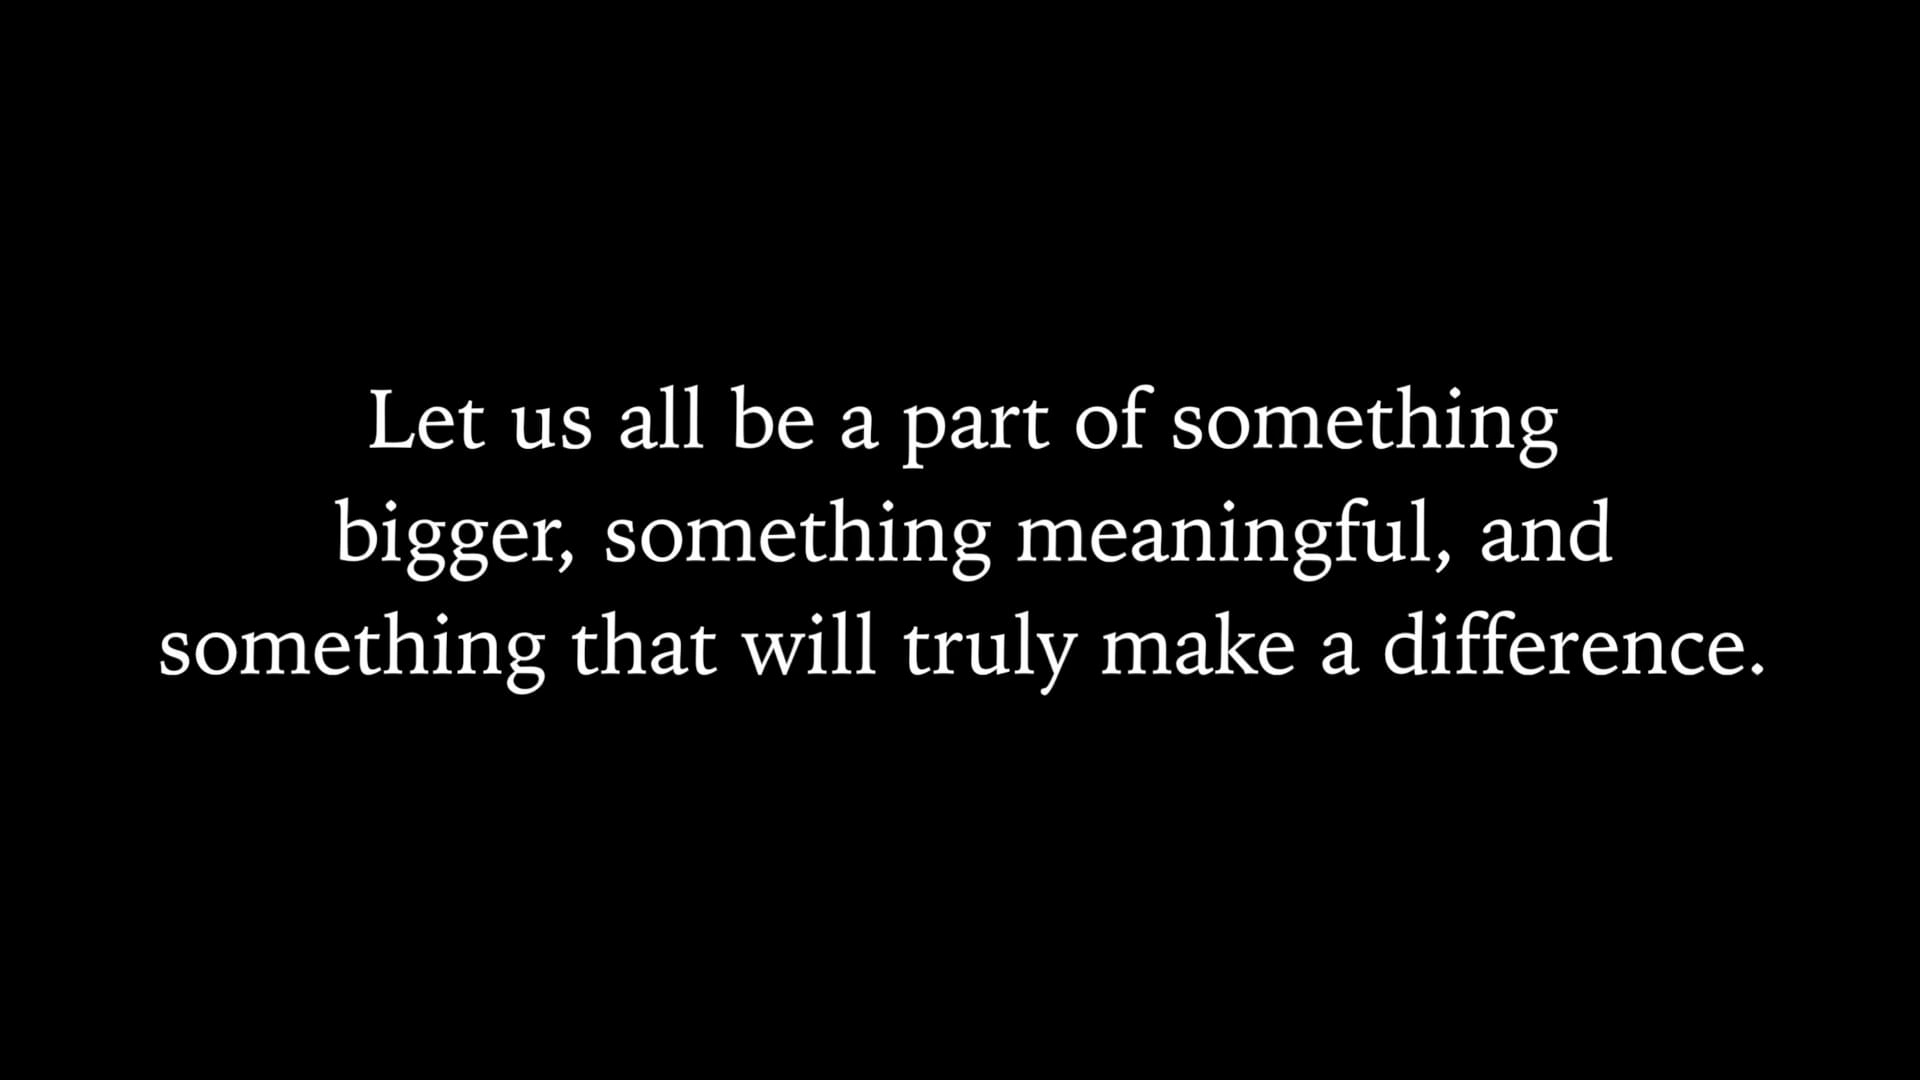 Let us all be a part of something
bigger, something meaningful, and
something that will truly make a difference.